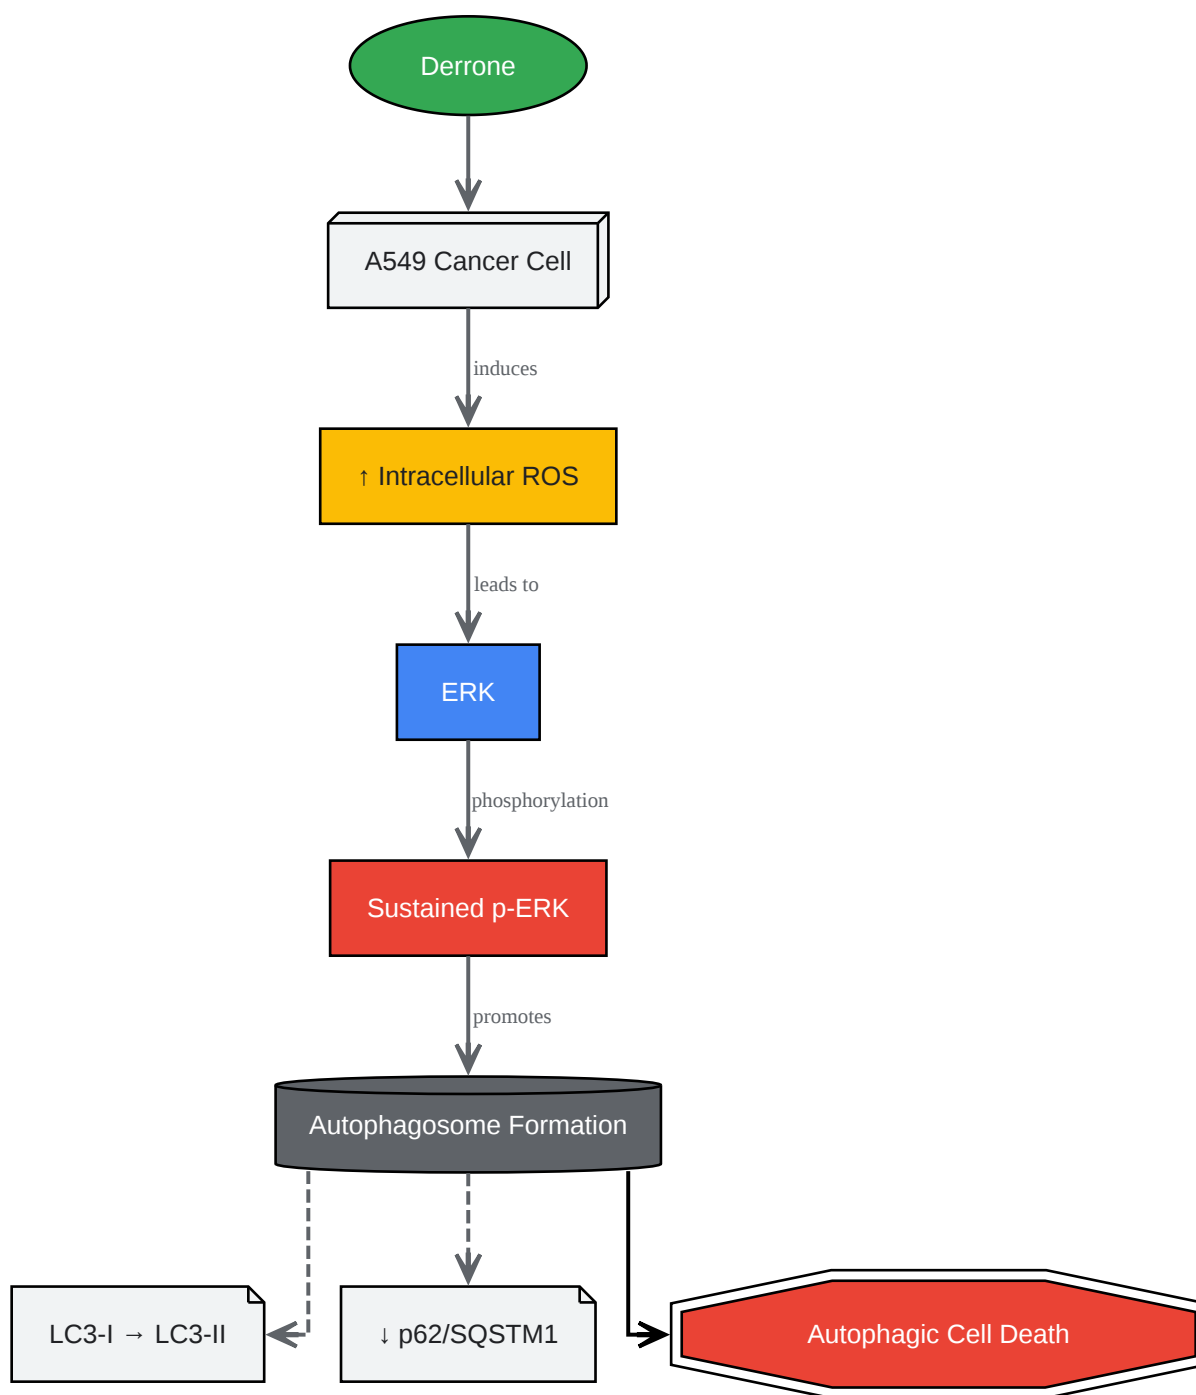 Derrone
A549 Cancer Cell
induces
↑ Intracellular ROS
leads to
ERK
phosphorylation
Sustained p-ERK
promotes
Autophagosome Formation
LC3-I → LC3-II
↓ p62/SQSTM1
Autophagic Cell Death